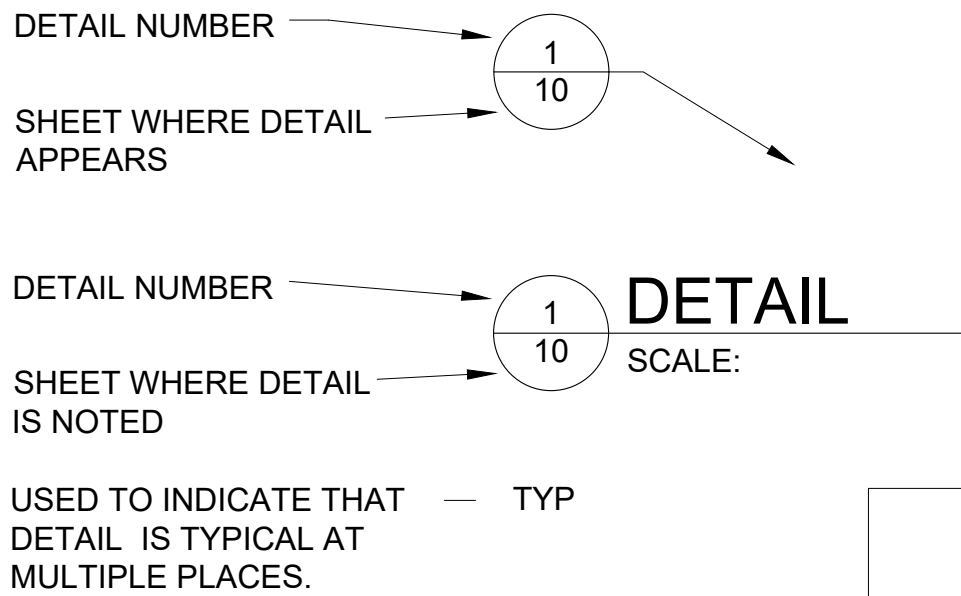 DETAIL NUMBER
1
10
SHEET WHERE DETAIL
APPEARS
DETAIL NUMBER
1
10
DETAIL
SCALE:
SHEET WHERE DETAIL
IS NOTED
USED TO INDICATE THAT — TYP
DETAIL IS TYPICAL AT
MULTIPLE PLACES.